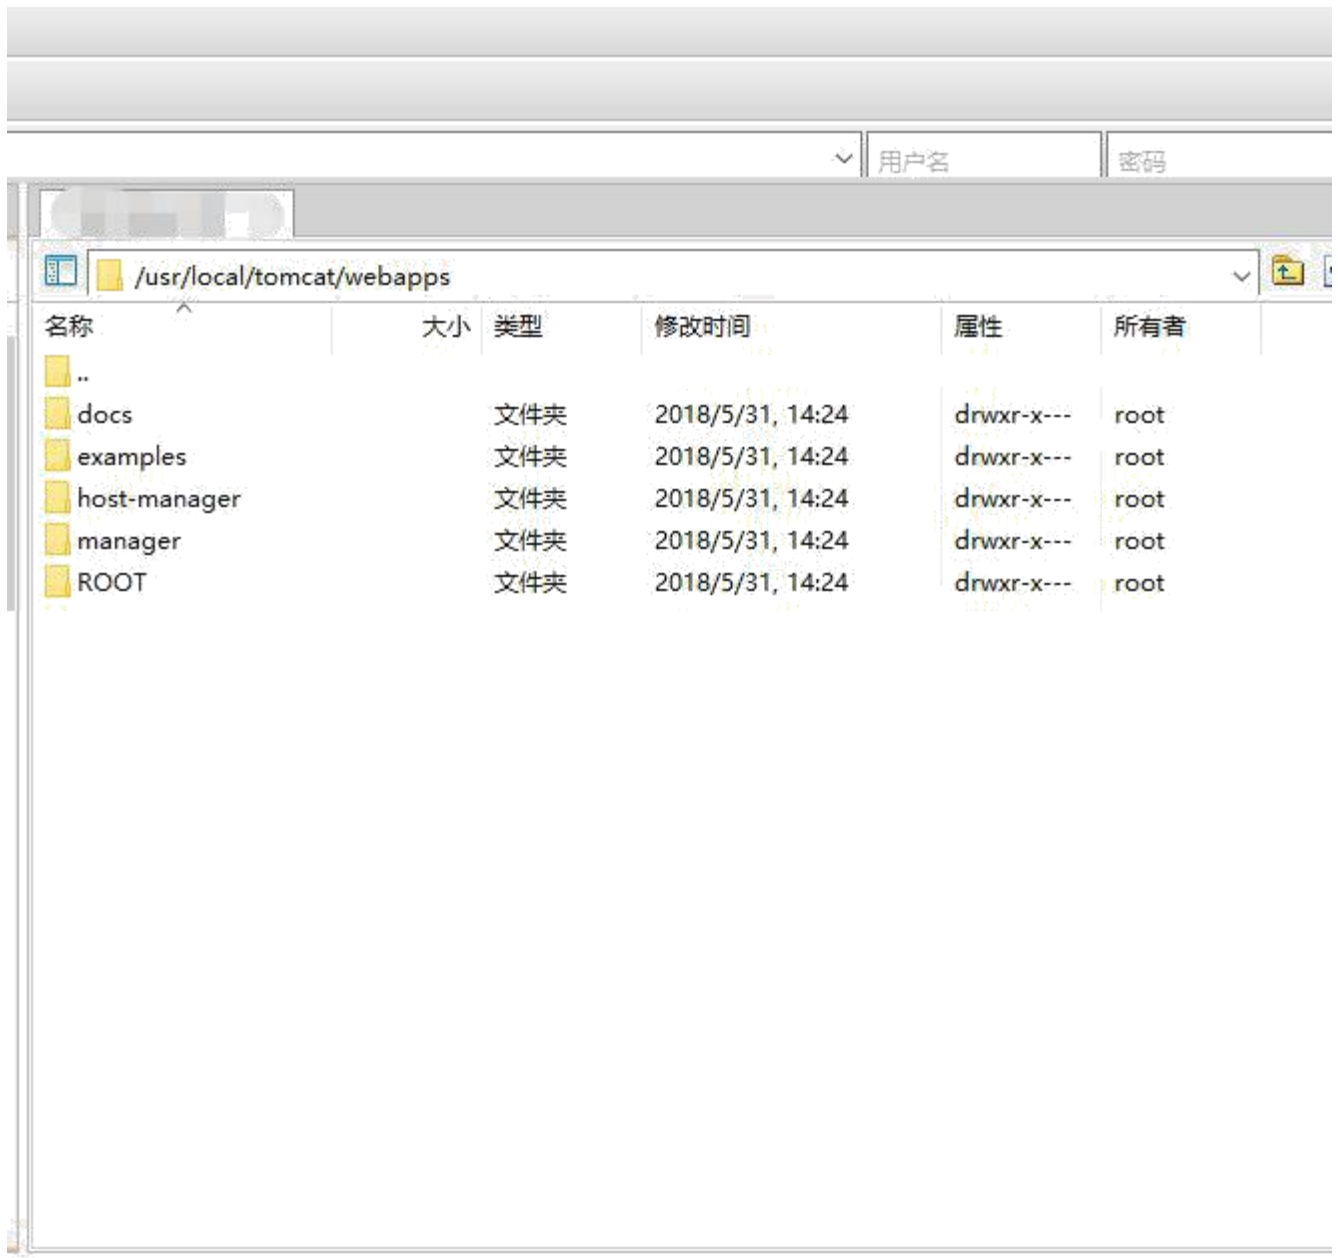 用户名 密码
/usr/local/tomcat/webapps
名称 大小 类型 修改时间 属性 所有者
..
docs 文件夹 2018/5/31, 14:24 drwxr-x--- root
examples 文件夹 2018/5/31, 14:24 drwxr-x--- root
host-manager 文件夹 2018/5/31, 14:24 drwxr-x--- root
manager 文件夹 2018/5/31, 14:24 drwxr-x--- root
ROOT 文件夹 2018/5/31, 14:24 drwxr-x--- root